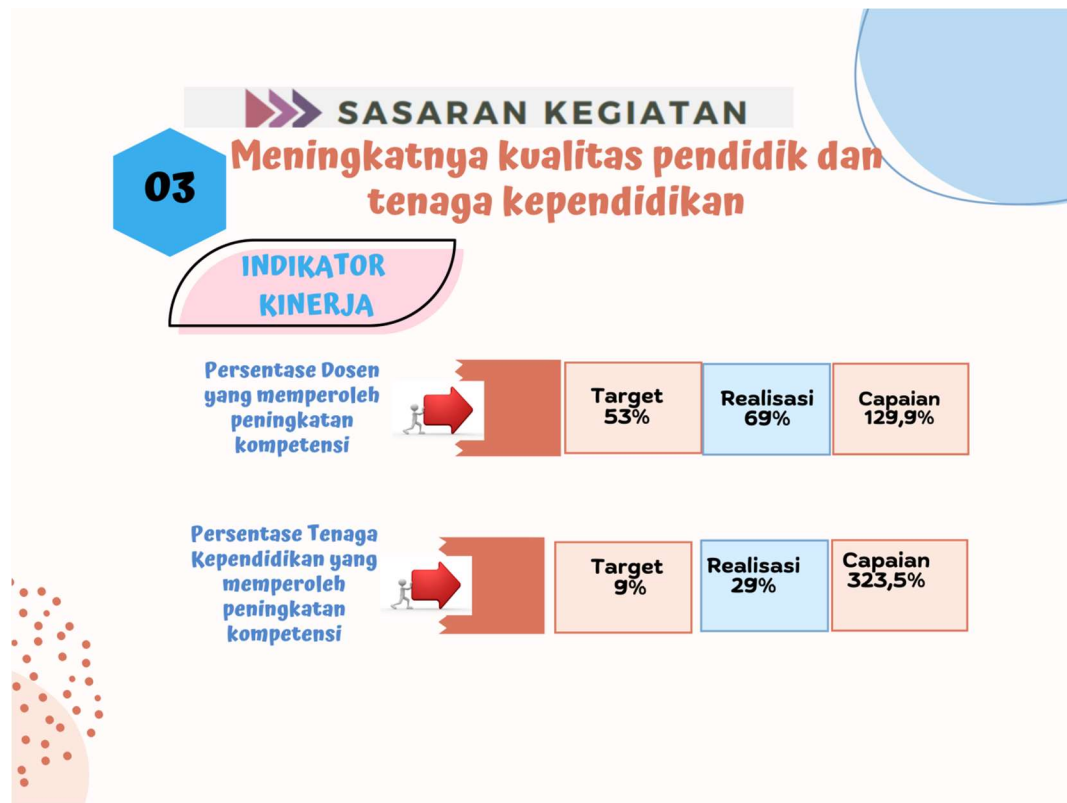 SASARAN KEGIATAN
03
Meningkatnya kualitas pendidik dan
tenaga kependidikan
INDIKATOR
KINERJA
Persentase Dosen
yang memperoleh
peningkatan
kompetensi
Target
53%
Realisasi
69%
Capaian
129,9%
Persentase Tenaga
Kependidikan yang
memperoleh
peningkatan
kompetensi
Target
9%
Realisasi
29%
Capaian
323,5%